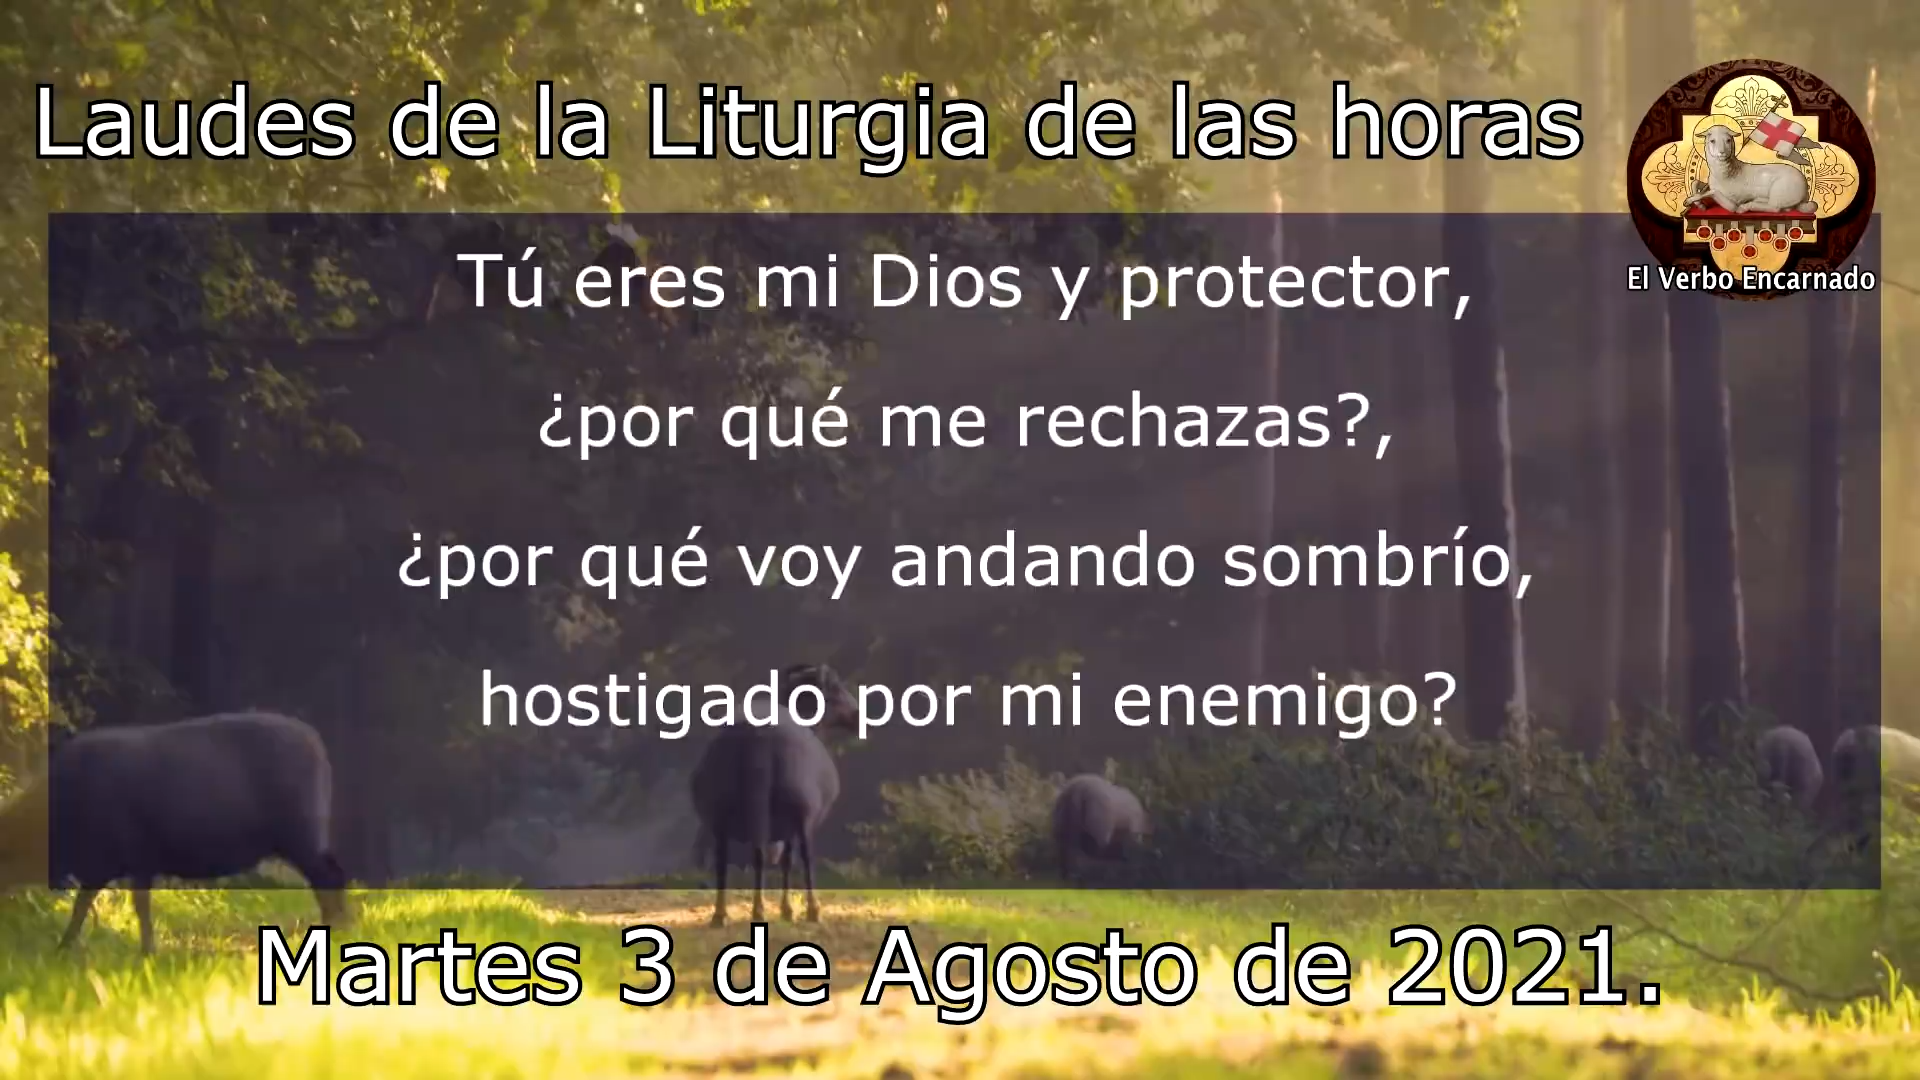 Laudes de la Liturgia de las horas
El Verbo Encarnado
Tú eres mi Dios y protector,
¿por qué me rechazas?,
¿por qué voy andando sombrío,
hostigado por mi enemigo?
Martes 3 de Agosto de 2021.